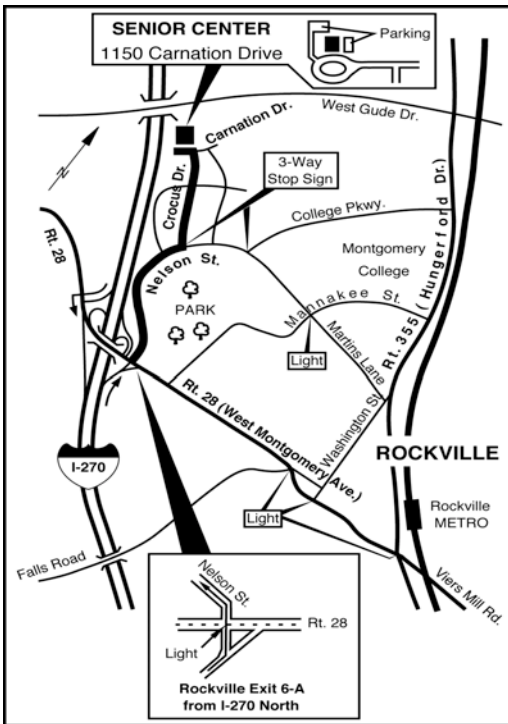 SENIOR CENTER
1150 Carnation Drive
Parking
West Gude Dr.
Carnation Dr.
N
3-Way
Stop Sign
Crocus Dr.
College Pkwy.
Rt. 28
Nelson St.
Montgomery
College
Rt. 355 ( Hungerford Dr.)
PARK
Mannakee St.
Martins Lane
Light
Rt. 28 (West Montgomery Ave.)
Washington St.
ROCKVILLE
I-270
Light
Rockville
METRO
Falls Road
Viers Mill Rd.
Nelson St.
Rt. 28
Light
Rockville Exit 6-A
from I-270 North